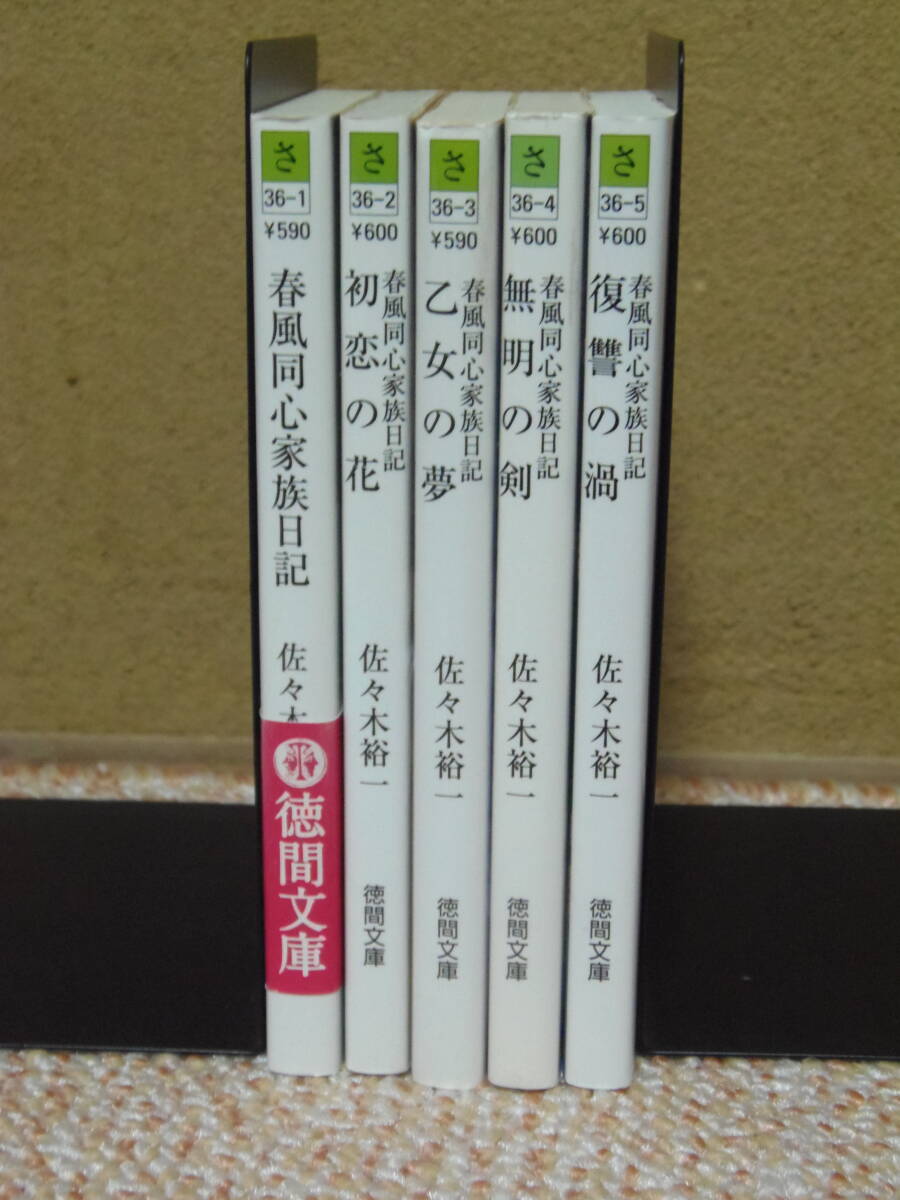 さ
36-1
¥590
春風同心家族日記
佐々木
徳間文庫
さ
36-2
¥600
春風同心家族日記
初恋の花
佐々木裕一
徳間文庫
さ
36-3
¥590
春風同心家族日記
乙女の夢
佐々木裕一
徳間文庫
さ
36-4
¥600
春風同心家族日記
無明の剣
佐々木裕一
徳間文庫
さ
36-5
¥600
春風同心家族日記
復讐の渦
佐々木裕一
徳間文庫